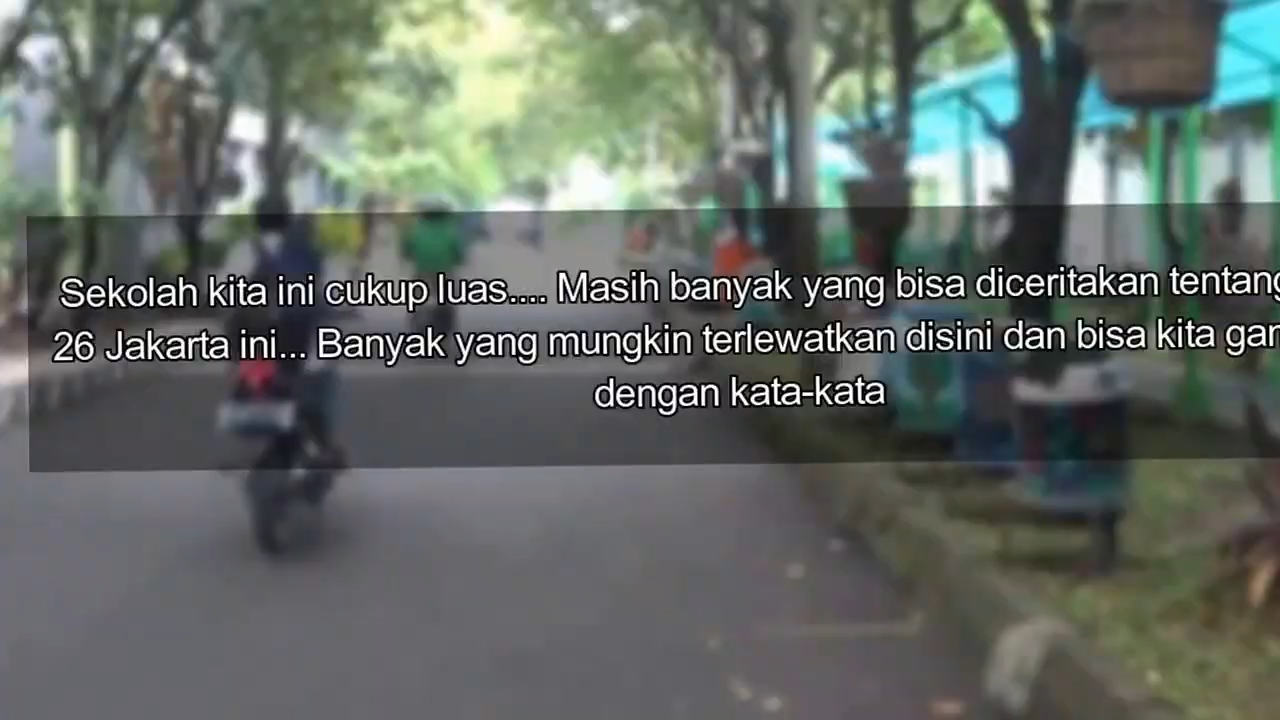 Sekolah kita ini cukup luas.... Masih banyak yang bisa diceritakan tentang
26 Jakarta ini... Banyak yang mungkin terlewatkan disini dan bisa kita
dengan kata-kata